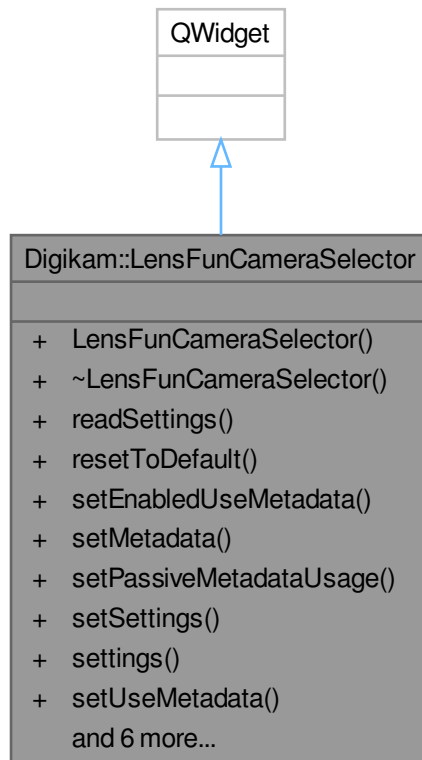 QWidget
Digikam::LensFunCameraSelector
+ LensFunCameraSelector()
+ ~LensFunCameraSelector()
+ readSettings()
+ resetToDefault()
+ setEnabledUseMetadata()
+ setMetadata()
+ setPassiveMetadataUsage()
+ setSettings()
+ settings()
+ setUseMetadata()
and 6 more...